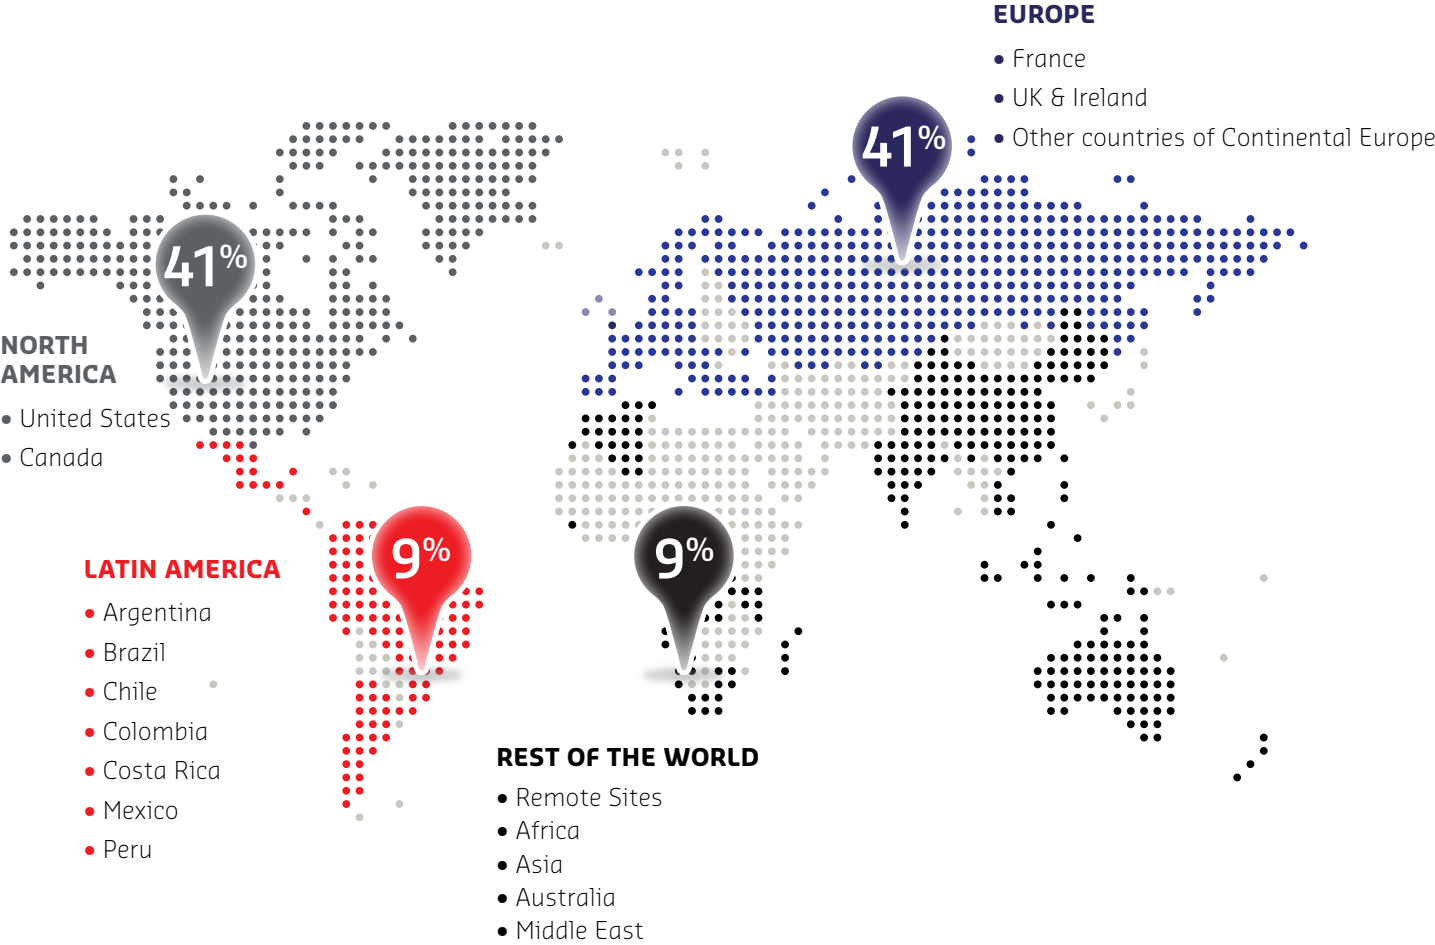 EUROPE
• France
• UK & Ireland
• Other countries of Continental Europe
41%
41%
NORTH
AMERICA
• United States
• Canada
9%
9%
LATIN AMERICA
• Argentina
• Brazil
• Chile
• Colombia
• Costa Rica
• Mexico
• Peru
REST OF THE WORLD
• Remote Sites
• Africa
• Asia
• Australia
• Middle East